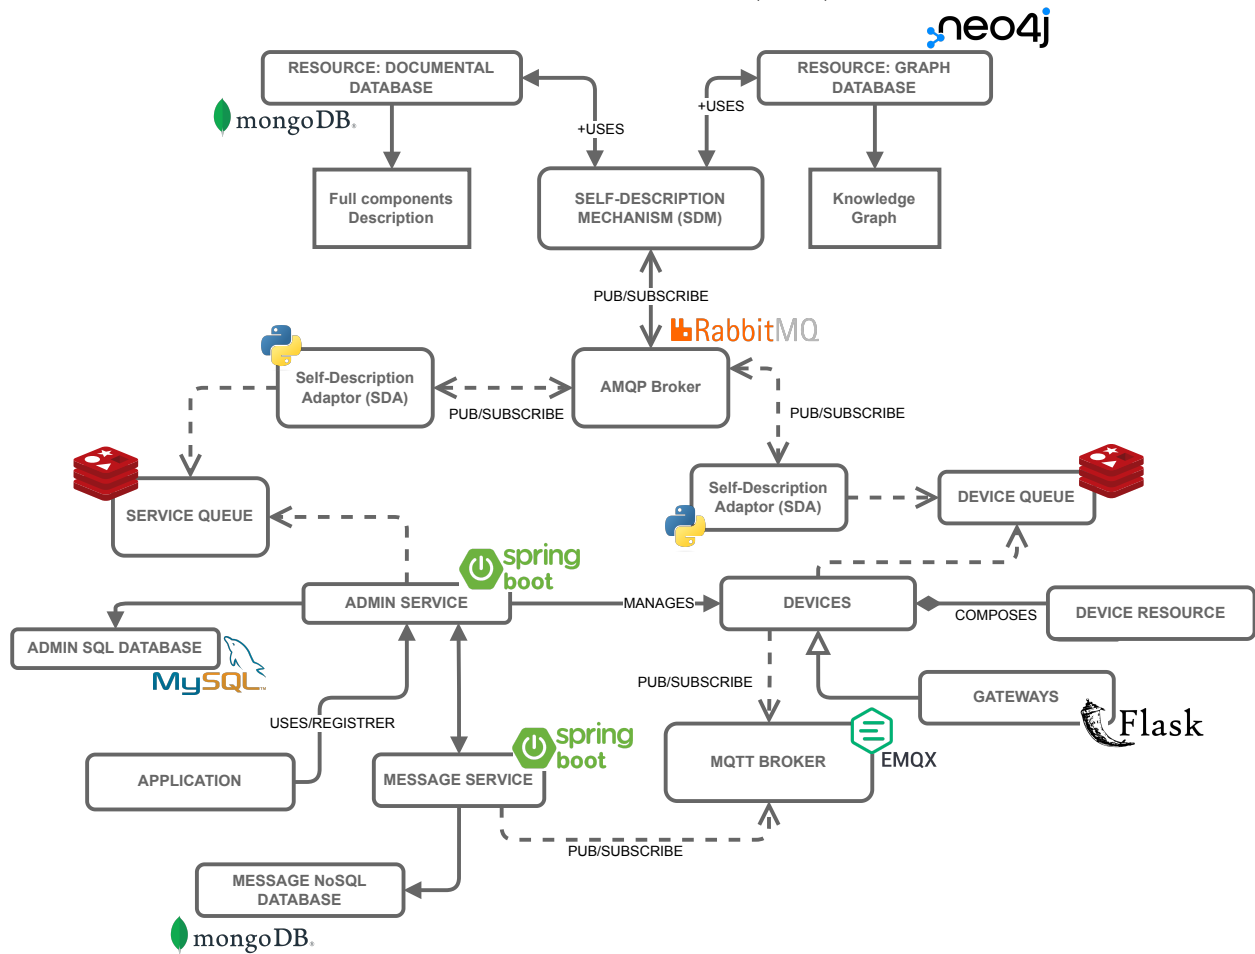 neo4j
RESOURCE: DOCUMENTAL
DATABASE
RESOURCE: GRAPH
DATABASE
mongoDB
+USES
+USES
Full components
Description
SELF-DESCRIPTION
MECHANISM (SDM)
Knowledge
Graph
PUB/SUBSCRIBE
RabbitMQ
Self-Description
Adaptor (SDA)
AMQP Broker
PUB/SUBSCRIBE
PUB/SUBSCRIBE
Self-Description
Adaptor (SDA)
DEVICE QUEUE
SERVICE QUEUE
spring
boot
ADMIN SERVICE
MANAGES
DEVICES
COMPOSES
DEVICE RESOURCE
ADMIN SQL DATABASE
MySQL
PUB/SUBSCRIBE
GATEWAYS
Flask
USES/REGISTRER
spring
boot
APPLICATION
MESSAGE SERVICE
MQTT BROKER
EMQX
PUB/SUBSCRIBE
MESSAGE NoSQL
DATABASE
mongoDB